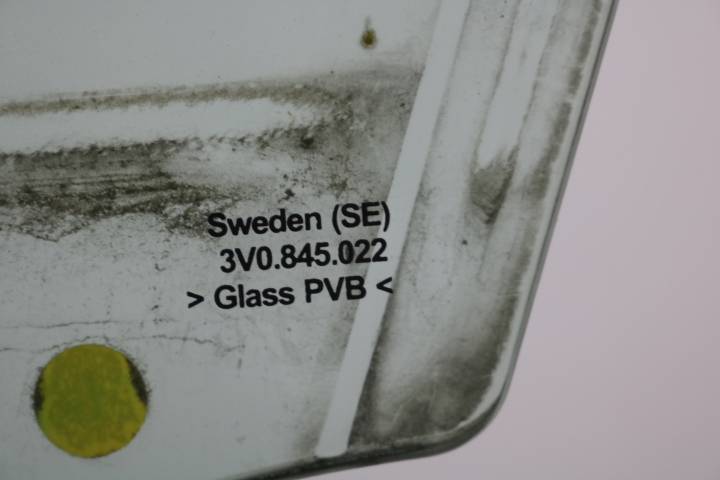 Sweden (SE)
3V0.845.022
> Glass PVB <